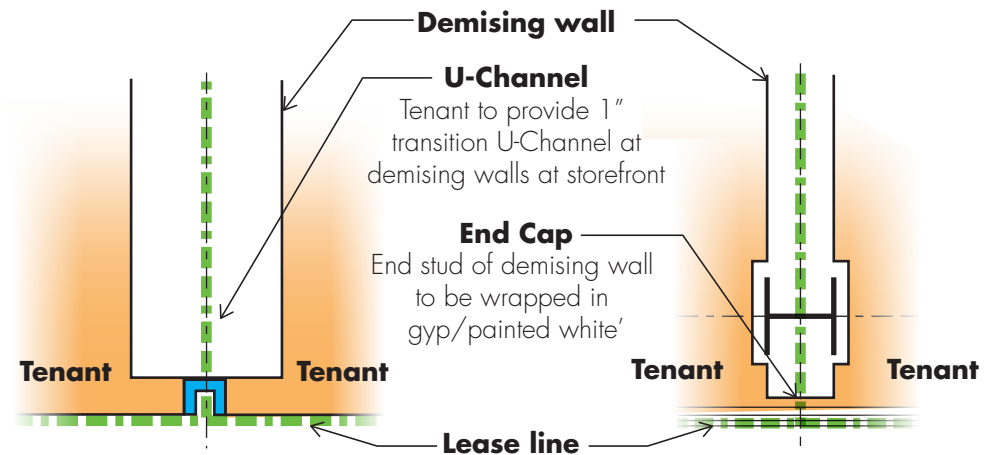 Demising wall
U-Channel
Tenant to provide 1”
transition U-Channel at
demising walls at storefront
End Cap
End stud of demising wall
to be wrapped in
gyp/painted white’
Tenant
Tenant
Tenant
Tenant
Lease line